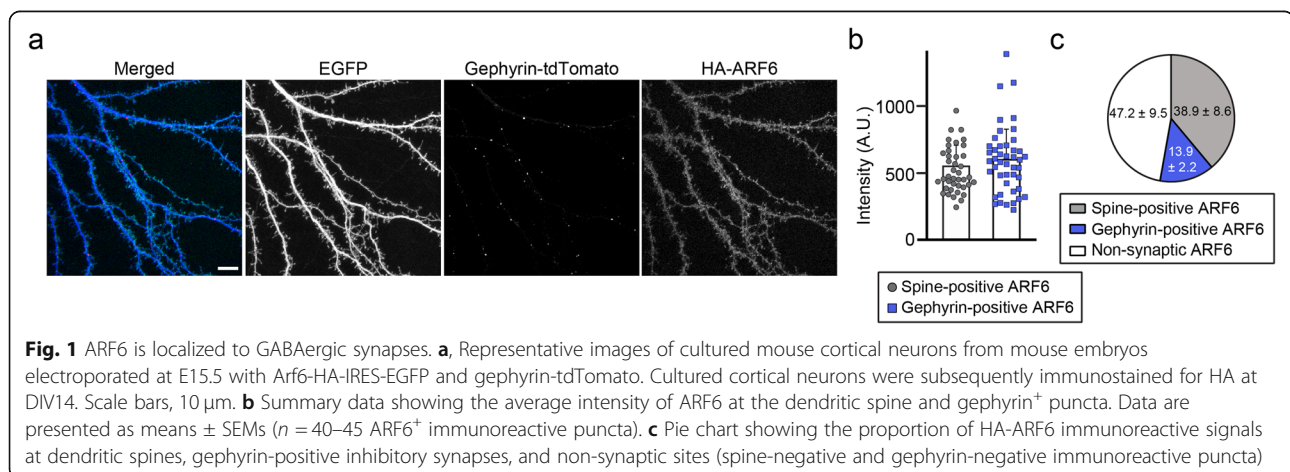 a
Merged EGFP Gephyrin-tdTomato HA-ARF6
b
Intensity (A.U.)
1000
500
0
Spine-positive ARF6
Gephyrin-positive ARF6
c
47.2 ± 9.5 38.9 ± 8.6
13.9
± 2.2
Spine-positive ARF6
Gephyrin-positive ARF6
Non-synaptic ARF6
Fig. 1 ARF6 is localized to GABAergic synapses. a, Representative images of cultured mouse cortical neurons from mouse embryos
electroporated at E15.5 with Arf6-HA-IRES-EGFP and gephyrin-tdTomato. Cultured cortical neurons were subsequently immunostained for HA at
DIV14. Scale bars, 10 μm. b Summary data showing the average intensity of ARF6 at the dendritic spine and gephyrin⁺ puncta. Data are
presented as means ± SEMs (n = 40–45 ARF6⁺ immunoreactive puncta). c Pie chart showing the proportion of HA-ARF6 immunoreactive signals
at dendritic spines, gephyrin-positive inhibitory synapses, and non-synaptic sites (spine-negative and gephyrin-negative immunoreactive puncta)